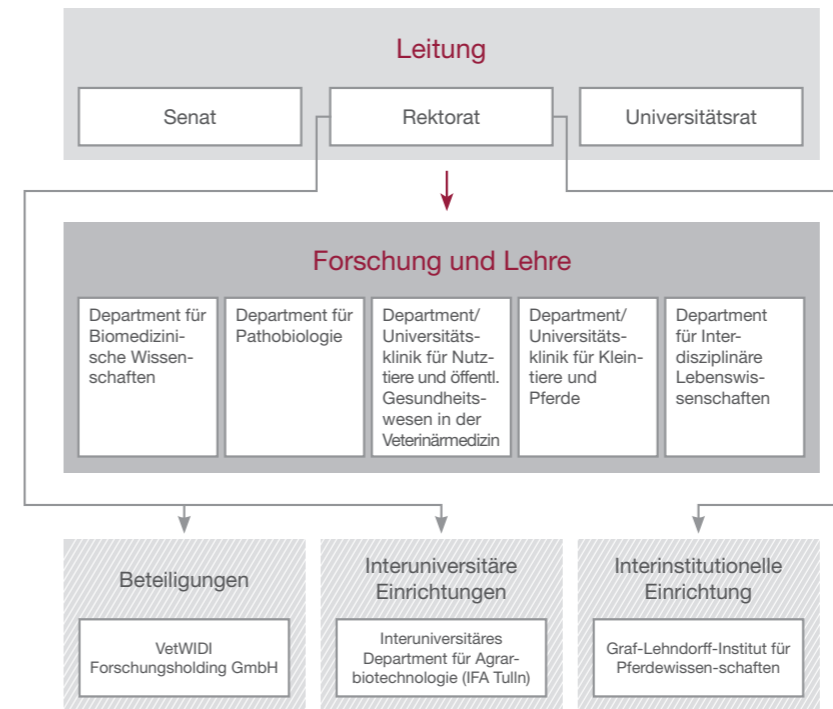 Leitung
Senat
Rektorat
Universitätsrat
Forschung und Lehre
Department für
Biomedizini-
sche Wissen-
schaften
Department für
Pathobiologie
Department/
Universitäts-
klinik für Nutz-
tiere und öffentl.
Gesundheits-
wesen in der
Veterinärmedizin
Department/
Universitäts-
klinik für Klein-
tiere und
Pferde
Department
für Inter-
disziplinäre
Lebenswis-
senschaften
Beteiligungen
VetWIDI
Forschungsholding GmbH
Interuniversitäre
Einrichtungen
Interuniversitäres
Department für Agrar-
biotechnologie (IFA Tulln)
Interinstitutionelle
Einrichtung
Graf-Lehndorff-Institut für
Pferdewissen-schaften